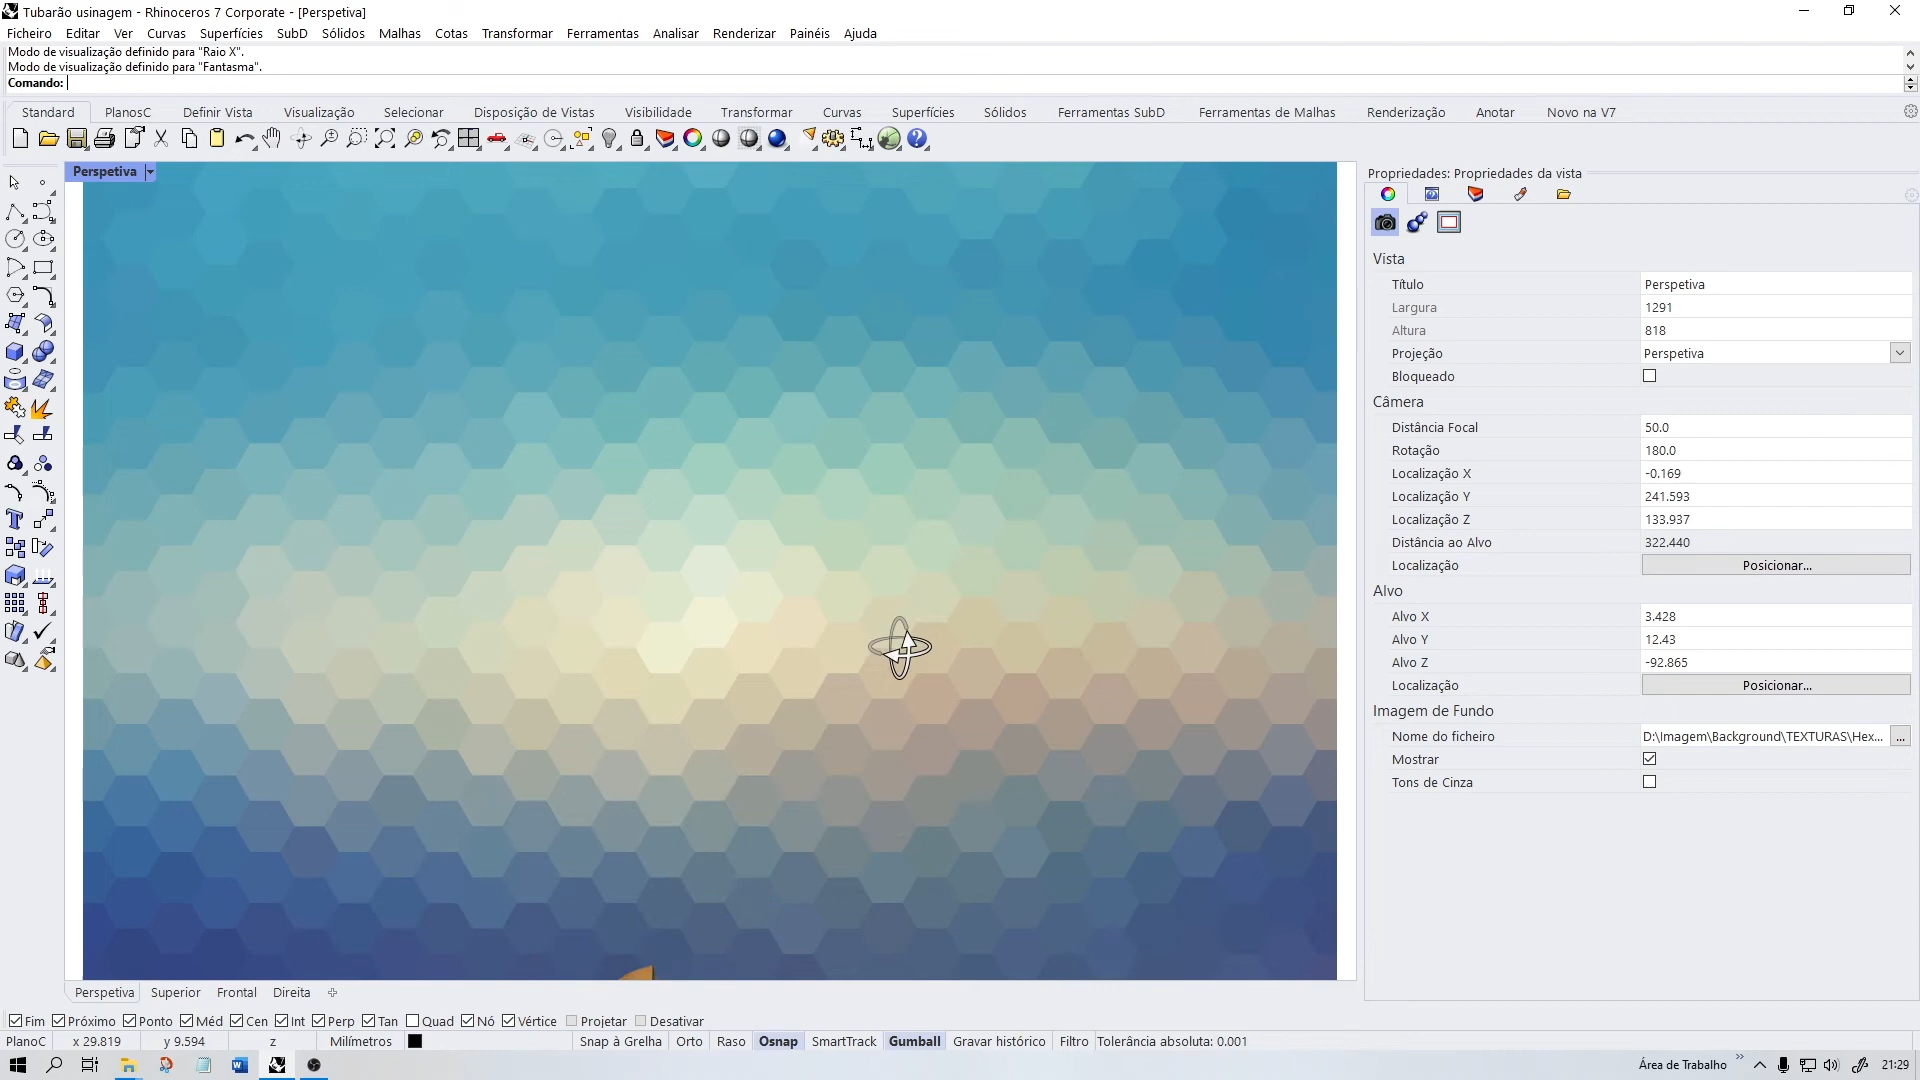 Tubarão usinagem - Rhinoceros 7 Corporate - [Perspetiva]
Ficheiro Editar Ver Curvas Superfícies SubD Sólidos Malhas Cotas Transformar Ferramentas Analisar Renderizar Painéis Ajuda
Modo de visualização definido para "Raio X".
Modo de visualização definido para "Fantasma".
Comando:
Standard PlanosC Definir Vista Visualização Selecionar Disposição de Vistas Visibilidade Transformar Curvas Superfícies Sólidos Ferramentas SubD Ferramentas de Malhas Renderização Anotar Novo na V7
Perspetiva
Propriedades: Propriedades da vista
Vista
Título Perspetiva
Largura 1291
Altura 818
Projeção Perspetiva
Bloqueado
Câmera
Distância Focal 50.0
Rotação 180.0
Localização X -0.169
Localização Y 241.593
Localização Z 133.937
Distância ao Alvo 322.440
Localização Posicionar...
Alvo
Alvo X 3.428
Alvo Y 12.43
Alvo Z -92.865
Localização Posicionar...
Imagem de Fundo
Nome do ficheiro D:\Imagem\Background\TEXTURAS\Hex... ...
Mostrar
Tons de Cinza
Perspetiva Superior Frontal Direita
Fim Próximo Ponto Méd Cen Int Perp Tan Quad Nó Vértice Projetar Desativar
PlanoC x 29.819 y 9.594 z Milímetros Snap à Grelha Orto Raso Osnap SmartTrack Gumball Gravar histórico Filtro Tolerância absoluta: 0.001
Área de Trabalho 21:29